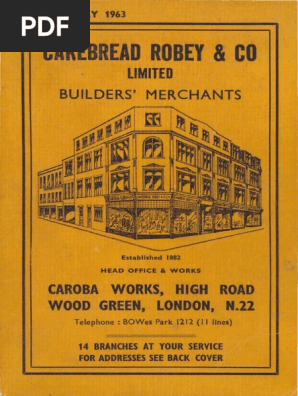 PDF
Y 1963
CAKEBREAD ROBEY & CO
LIMITED
BUILDERS' MERCHANTS
Established 1882
HEAD OFFICE & WORKS
CAROBA WORKS, HIGH ROAD
WOOD GREEN, LONDON, N.22
Telephone : BOWes Park 1212 (11 lines)
14 BRANCHES AT YOUR SERVICE
FOR ADDRESSES SEE BACK COVER